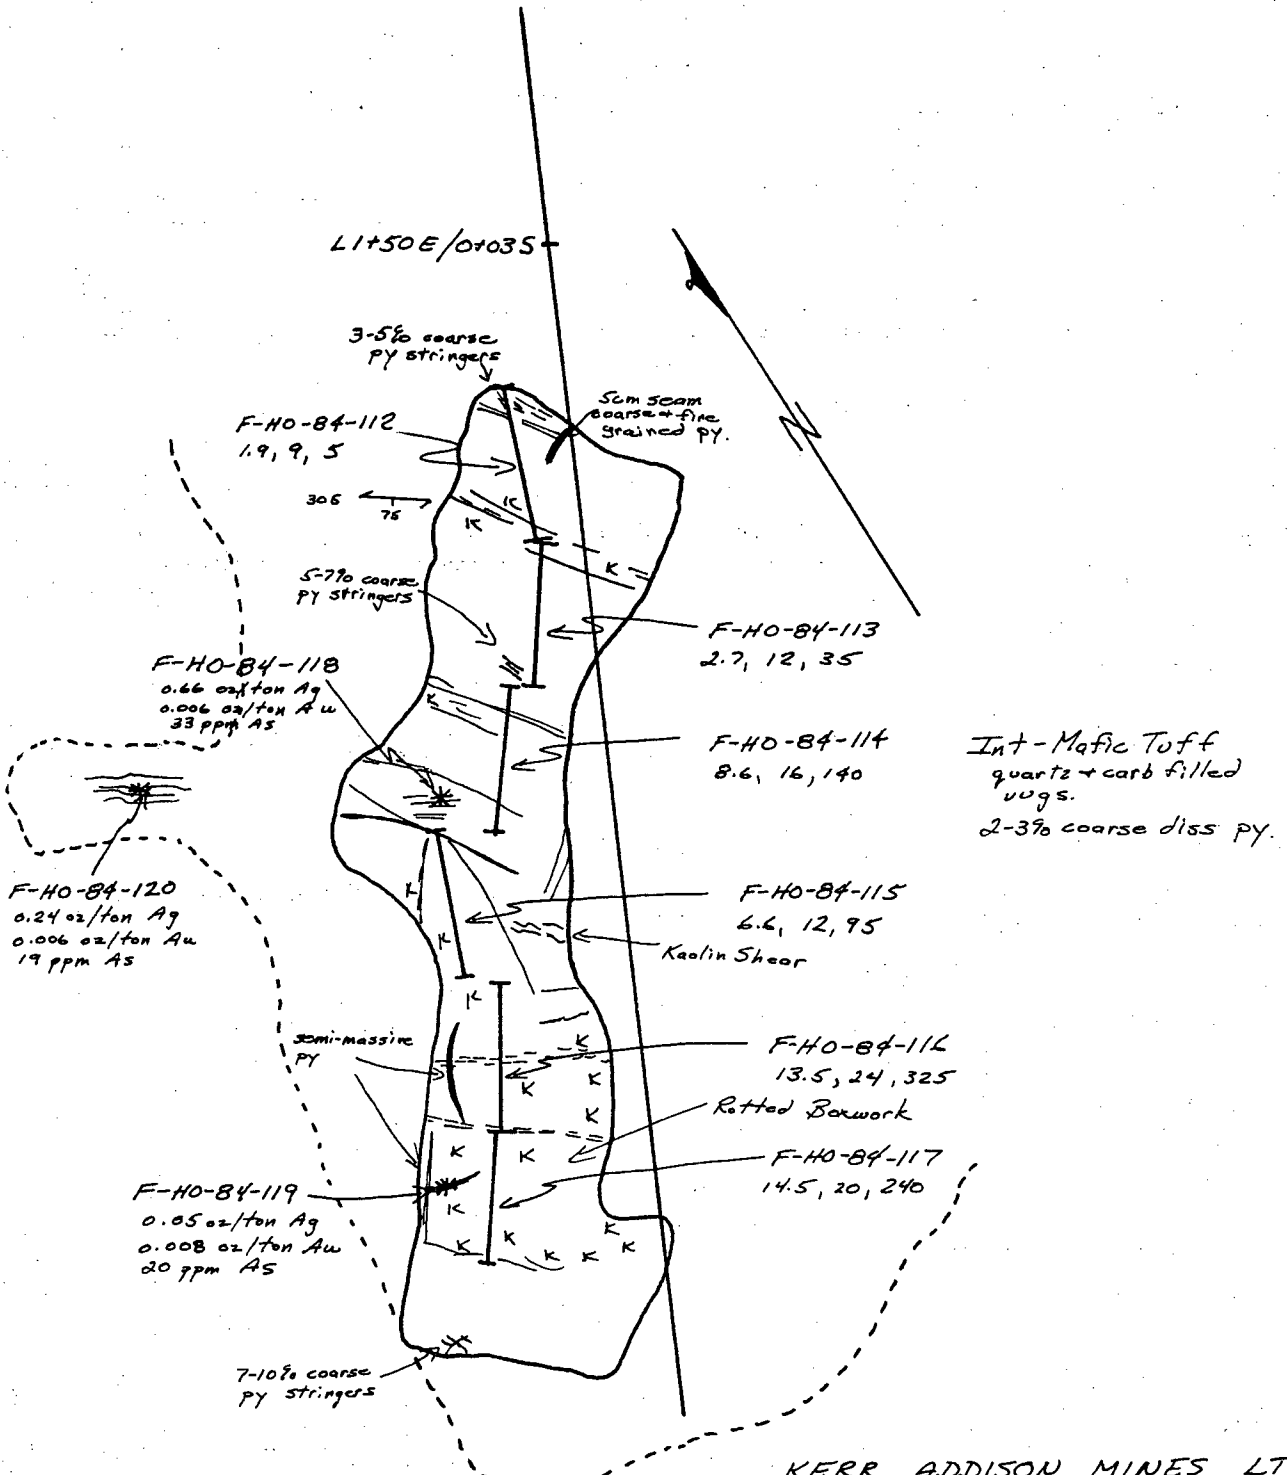 L1+50E/0+03S
3-5% coarse
py stringers
5cm seam
coarse + fine
grained py.
F-HO-84-112
1.9, 9, 5
306
75
K
K
K
5-7% coarse
py stringers
F-HO-84-113
2.7, 12, 35
F-HO-84-118
0.66 oz/ton Ag
0.006 oz/ton Au
33 ppm As
K
F-HO-84-114
8.6, 16, 140
Int-Mafic Tuff
quartz + carb filled
vugs.
2-3% coarse diss py.
F-HO-84-120
0.24 oz/ton Ag
0.006 oz/ton Au
19 ppm As
K
F-HO-84-115
6.6, 12, 95
K
Kaolin Shear
K
semi-massive
py
K
F-HO-84-116
13.5, 24, 325
K
K
K
Rotted Boxwork
K
K
F-HO-84-117
14.5, 20, 240
F-HO-84-119
0.05 oz/ton Ag
0.008 oz/ton Au
20 ppm As
K
K
K
K
K
K
K
7-10% coarse
py stringers
KERR ADDISON MINES LT